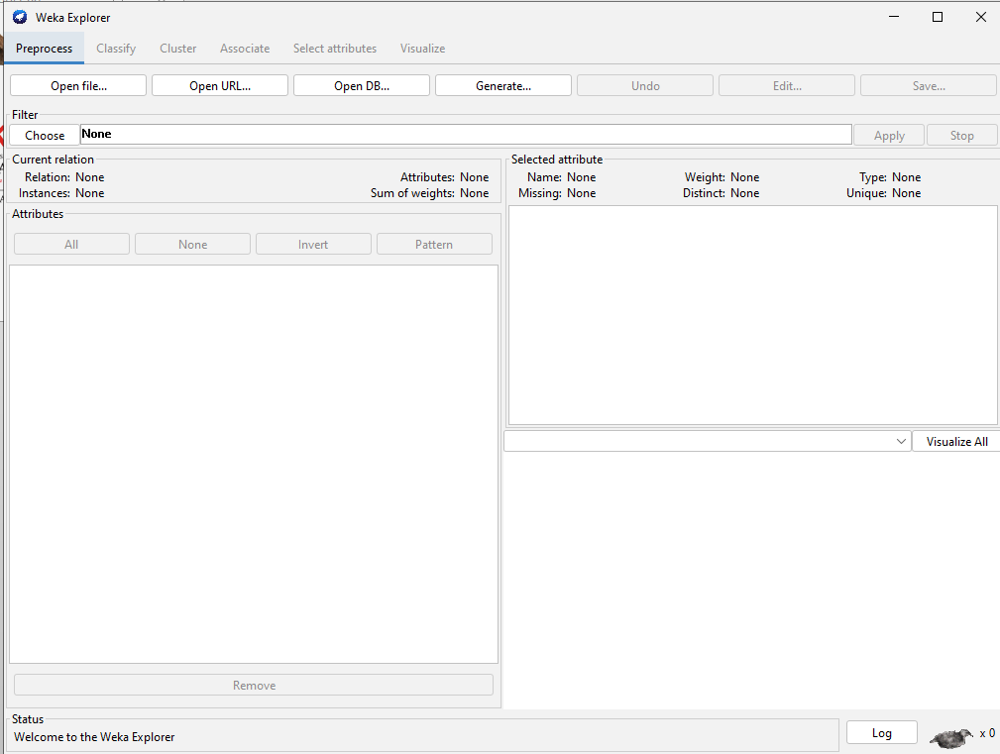 Weka Explorer
Preprocess Classify Cluster Associate Select attributes Visualize
Open file... Open URL... Open DB... Generate... Undo Edit... Save...
Filter
Choose None Apply Stop
Current relation
Relation: None Attributes: None
Instances: None Sum of weights: None
Selected attribute
Name: None Weight: None Type: None
Missing: None Distinct: None Unique: None
Attributes
All None Invert Pattern
Visualize All
Remove
Status
Welcome to the Weka Explorer
Log x 0